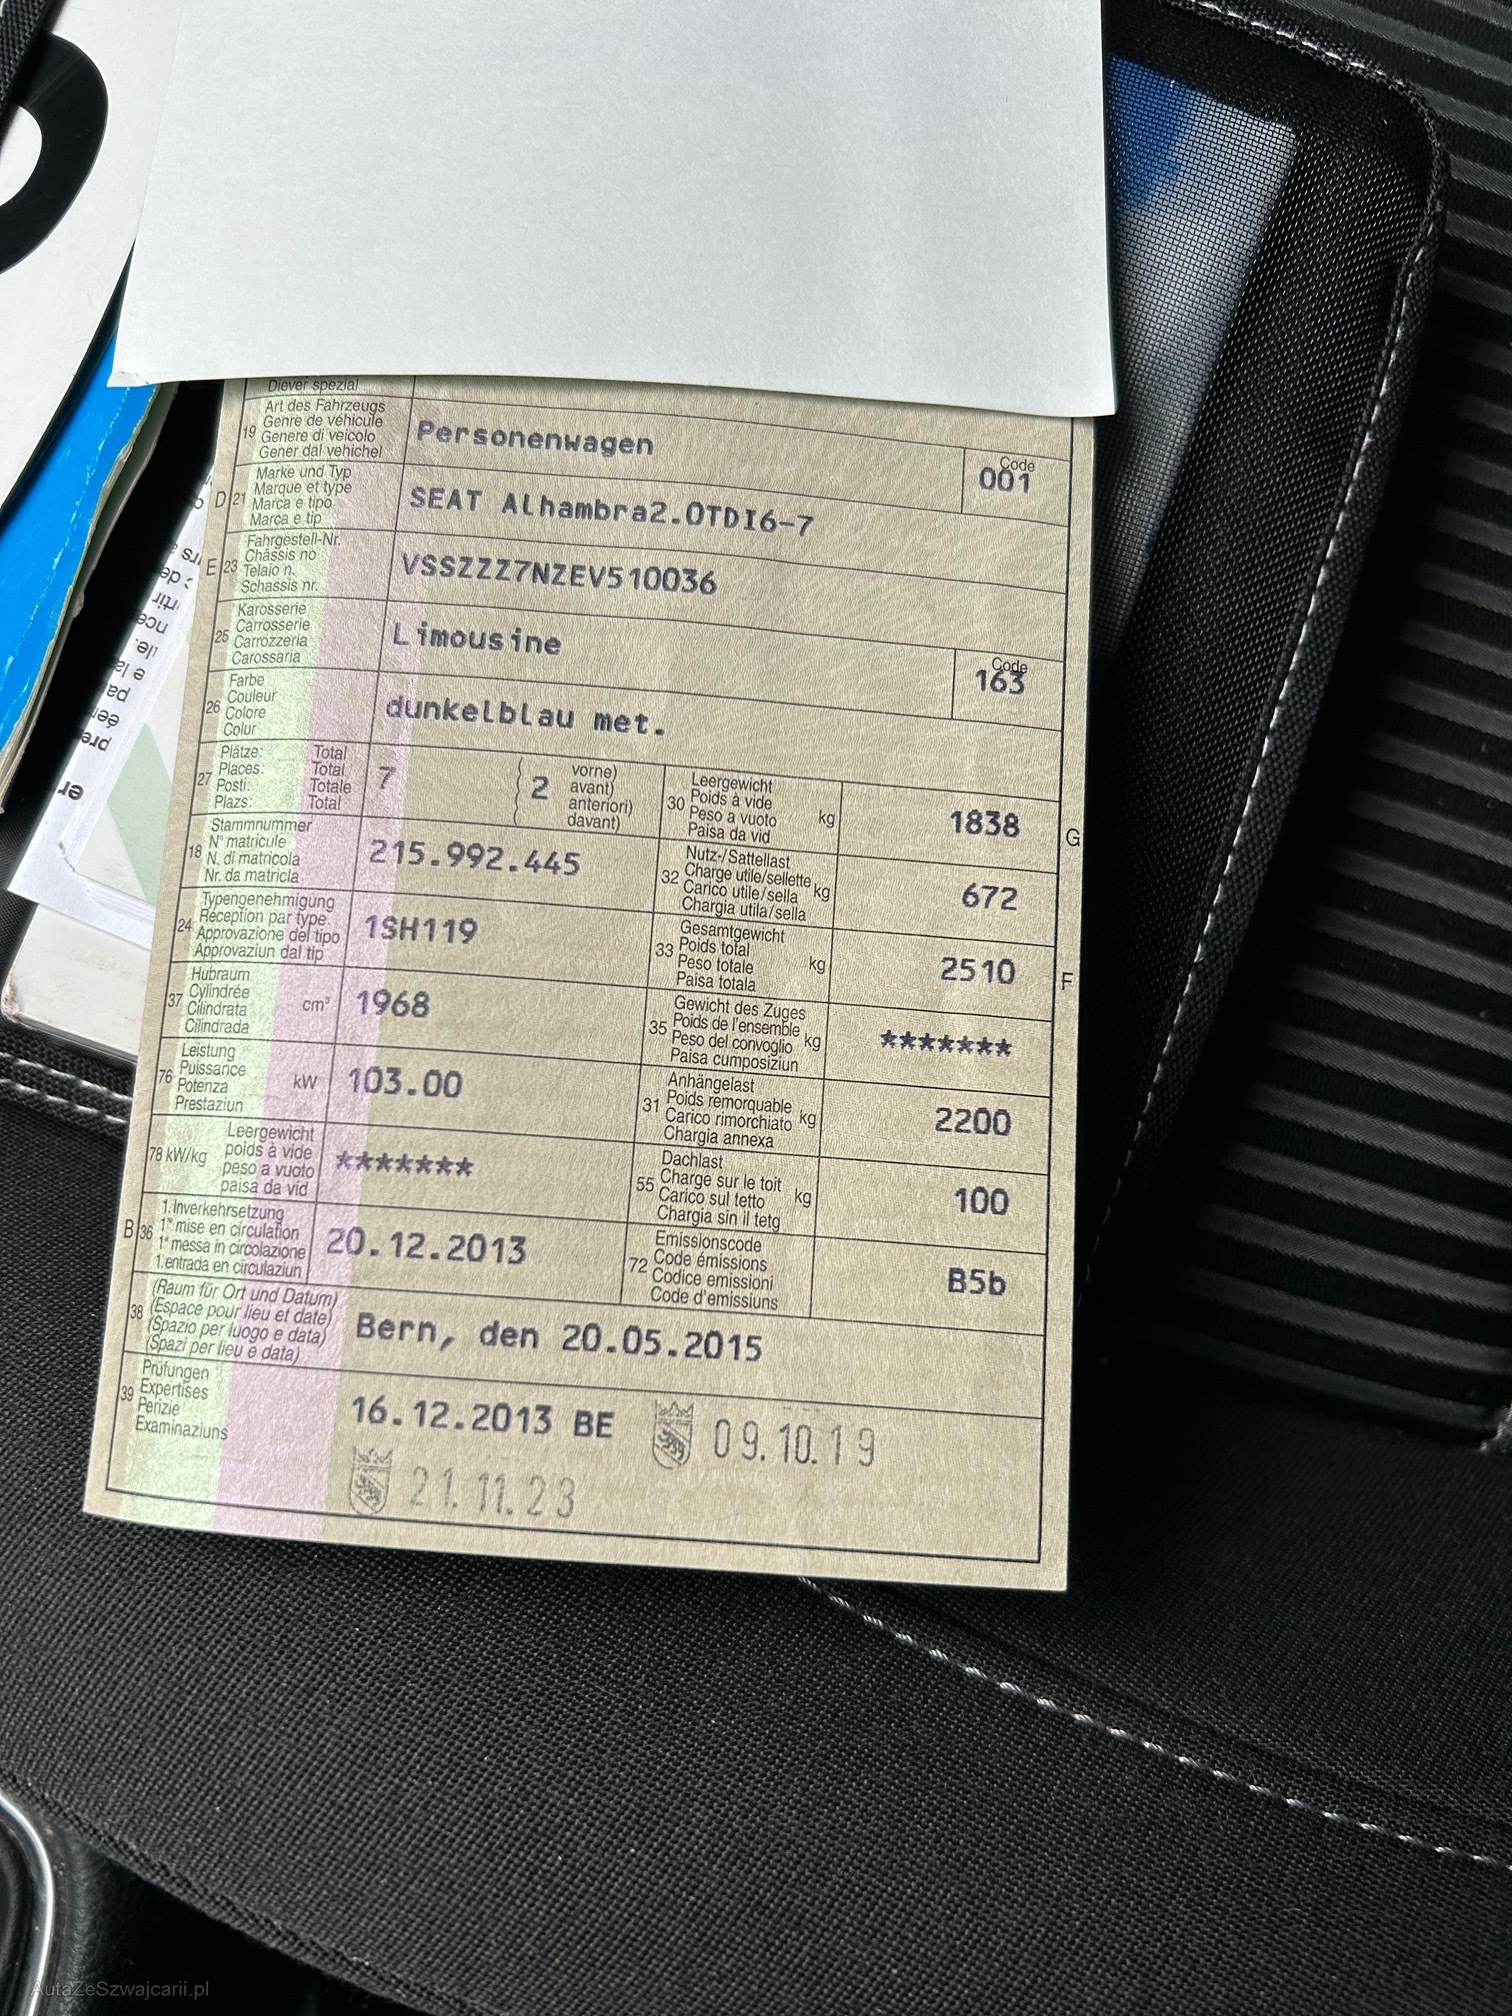 Diever spezial
19 Art des Fahrzeugs
Genre de véhicule
Genere di veicolo
Gener dal vehichel
Personenwagen
Code
001
D 21 Marke und Typ
Marque et type
Marca e tipo
Marca e tip
SEAT Alhambra2.0TDI6-7
E 23 Fahrgestell-Nr.
Châssis no
Telaio n.
Schassis nr.
VSSZZZ7NZEV510036
25 Karosserie
Carrosserie
Carrozzeria
Carossaria
Limousine
Code
163
26 Farbe
Couleur
Colore
Colur
dunkelblau met.
27 Plätze: Total
Places: Total
Posti: Totale
Plazs: Total
7
2
vorne)
avant)
anteriori)
davant)
30 Leergewicht
Poids à vide
Peso a vuoto
Paisa da vid
kg
1838
G
18 Stammnummer
N° matricule
N. di matricola
Nr. da matricla
215.992.445
32 Nutz-/Sattellast
Charge utile/sellette
Carico utile/sella
Chargia utila/sella
kg
672
24 Typengenehmigung
Réception par type
Approvazione del tipo
Approvaziun dal tip
1SH119
33 Gesamtgewicht
Poids total
Peso totale
Paisa totala
kg
2510
F
37 Hubraum
Cylindrée
Cilindrata
Cilindrada
cm³
1968
35 Gewicht des Zuges
Poids de l'ensemble
Peso del convoglio
Paisa cumposiziun
kg
*******
76 Leistung
Puissance
Potenza
Prestaziun
kW
103.00
31 Anhängelast
Poids remorquable
Carico rimorchiato
Chargia annexa
kg
2200
78 kW/kg
Leergewicht
poids à vide
peso a vuoto
paisa da vid
*******
55 Dachlast
Charge sur le toit
Carico sul tetto
Chargia sin il tetg
kg
100
B 36 1.Inverkehrsetzung
1re mise en circulation
1a messa in circolazione
1.entrada en circulaziun
20.12.2013
72 Emissionscode
Code émissions
Codice emissioni
Code d'emissiuns
B5b
38 (Raum für Ort und Datum)
(Espace pour lieu et date)
(Spazio per luogo e data)
(Spazi per lieu e data)
Bern, den 20.05.2015
39 Prüfungen
Expertises
Perizie
Examinaziuns
16.12.2013 BE
09.10.19
21.11.23
AutaZeSzwajcarii.pl